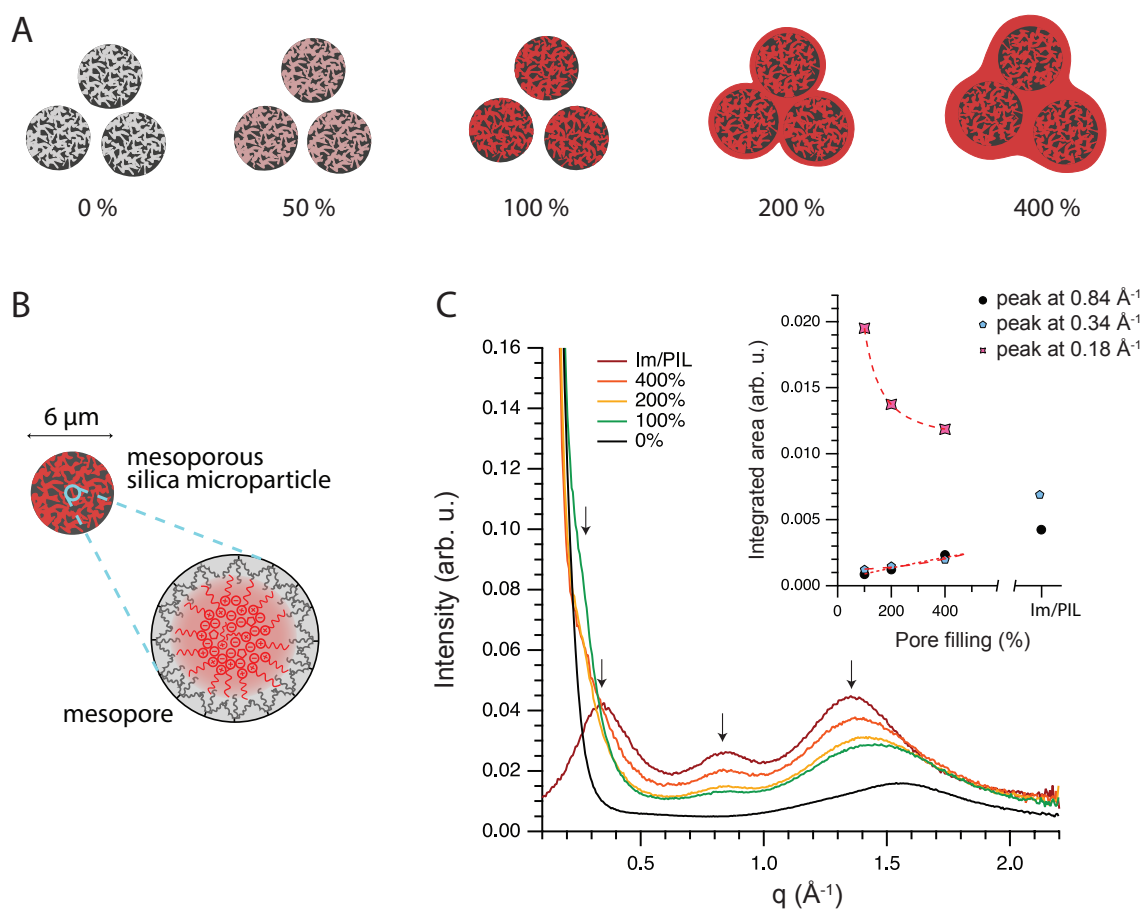 A
0 %
50 %
100 %
200 %
400 %
B
6 µm
mesoporous
silica microparticle
mesopore
C
Intensity (arb. u.)
0.16
0.14
0.12
0.10
0.08
0.06
0.04
0.02
0.00
0.5
1.0
1.5
2.0
q (Å⁻¹)
Im/PIL
400%
200%
100%
0%
Integrated area (arb. u.)
0.020
0.015
0.010
0.005
0.000
0
200
400
Im/PIL
Pore filling (%)
peak at 0.84 Å⁻¹
peak at 0.34 Å⁻¹
peak at 0.18 Å⁻¹